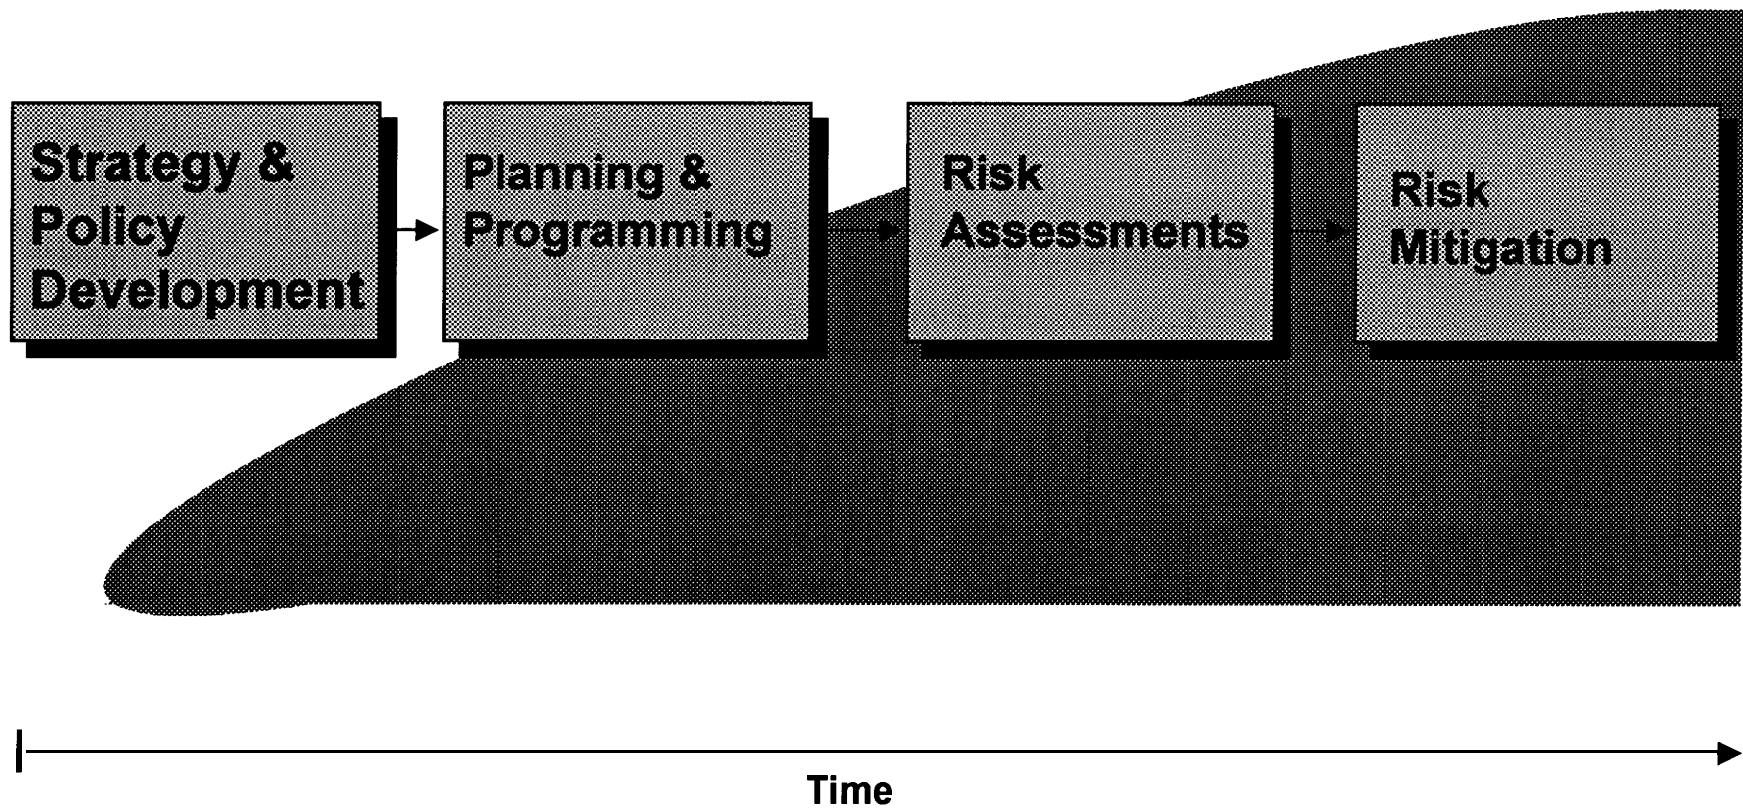 Strategy &
Policy
Development
Planning &
Programming
Risk
Assessments
Risk
Mitigation
Time